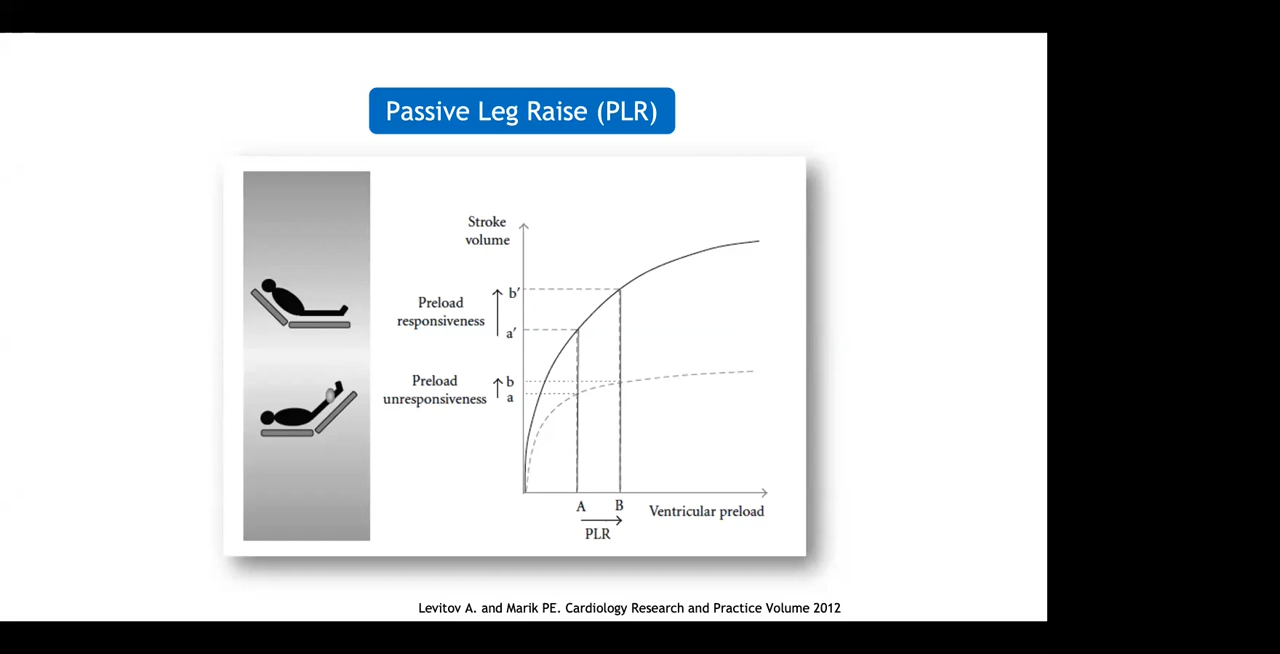 Passive Leg Raise (PLR)
Stroke
volume
b′
Preload
responsiveness
a′
Preload
unresponsiveness
b
a
A
B
Ventricular preload
PLR
Levitov A. and Marik PE. Cardiology Research and Practice Volume 2012